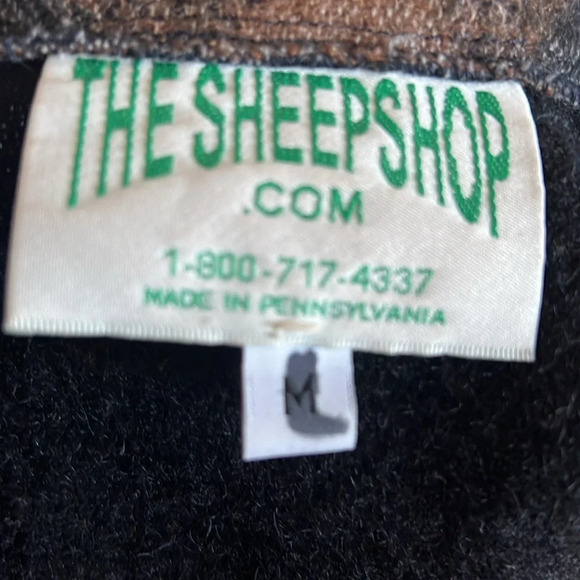 THE SHEEPSHOP
.COM
1-800-717-4337
MADE IN PENNSYLVANIA
M